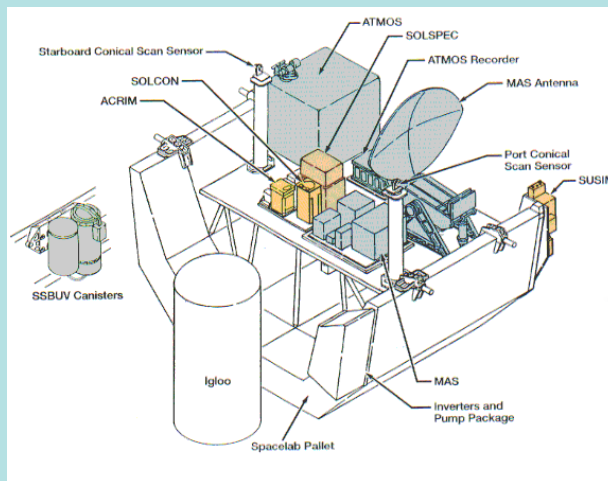 ATMOS
SOLSPEC
Starboard Conical Scan Sensor
ATMOS Recorder
SOLCON
MAS Antenna
ACRIM
Port Conical
Scan Sensor
SUSIM
SSBUV Canisters
Igloo
MAS
Inverters and
Pump Package
Spacelab Pallet